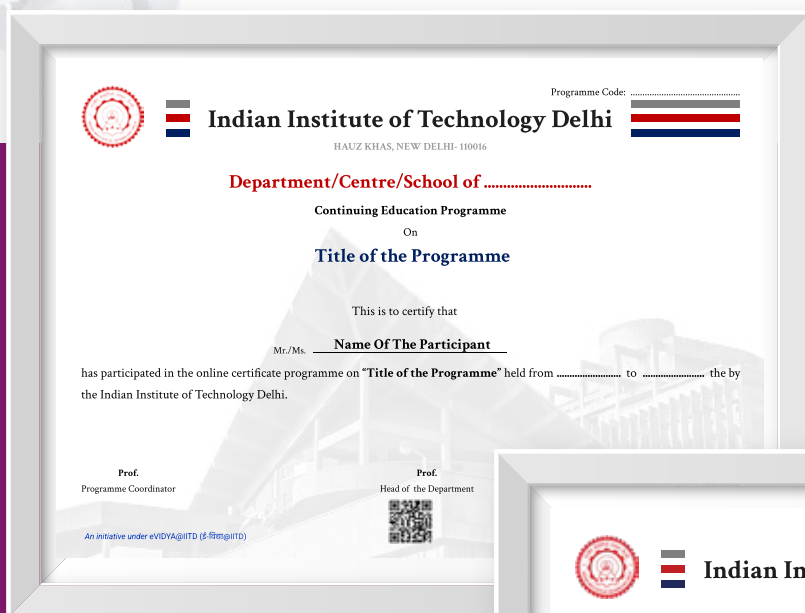 Programme Code: ............................................
Indian Institute of Technology Delhi
HAUZ KHAS, NEW DELHI- 110016
Department/Centre/School of ............................
Continuing Education Programme
On
Title of the Programme
This is to certify that
Mr./Ms. Name Of The Participant
has participated in the online certificate programme on “Title of the Programme” held from ........................ to ....................... the by
the Indian Institute of Technology Delhi.
Prof. Prof.
Programme Coordinator Head of the Department
An initiative under eVIDYA@IITD (ई-विद्या@IITD)
Indian In